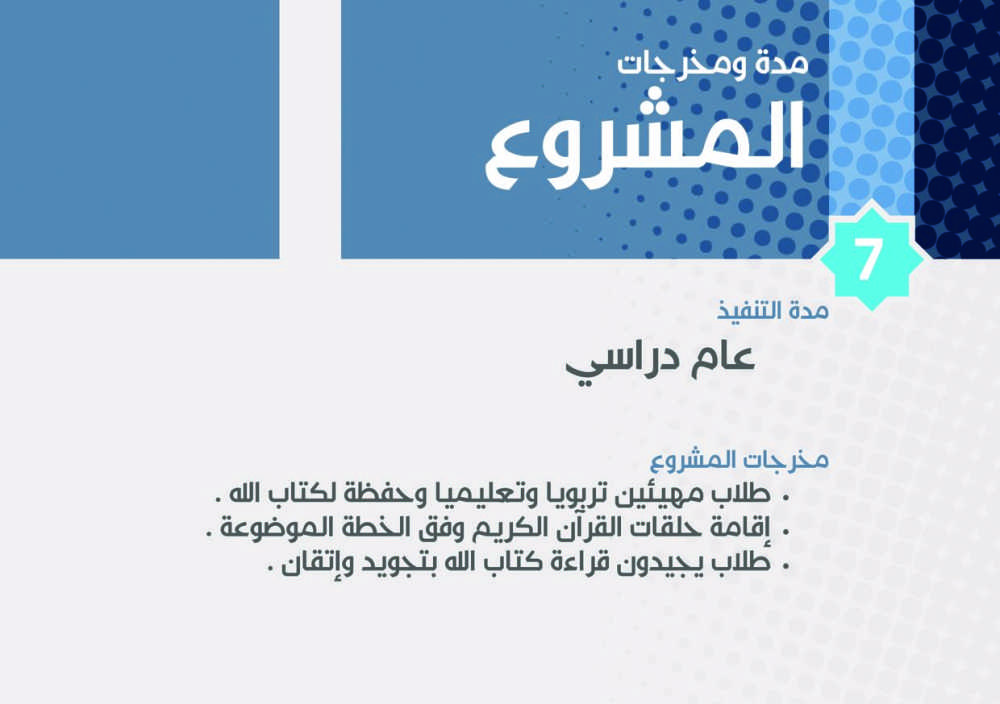 مدة ومخرجات
المشروع
7
مدة التنفيذ
عام دراسي
مخرجات المشروع
• طلاب مهيئين تربويا وتعليميا وحفظة لكتاب الله .
• إقامة حلقات القرآن الكريم وفق الخطة الموضوعة .
• طلاب يجيدون قراءة كتاب الله بتجويد وإتقان .